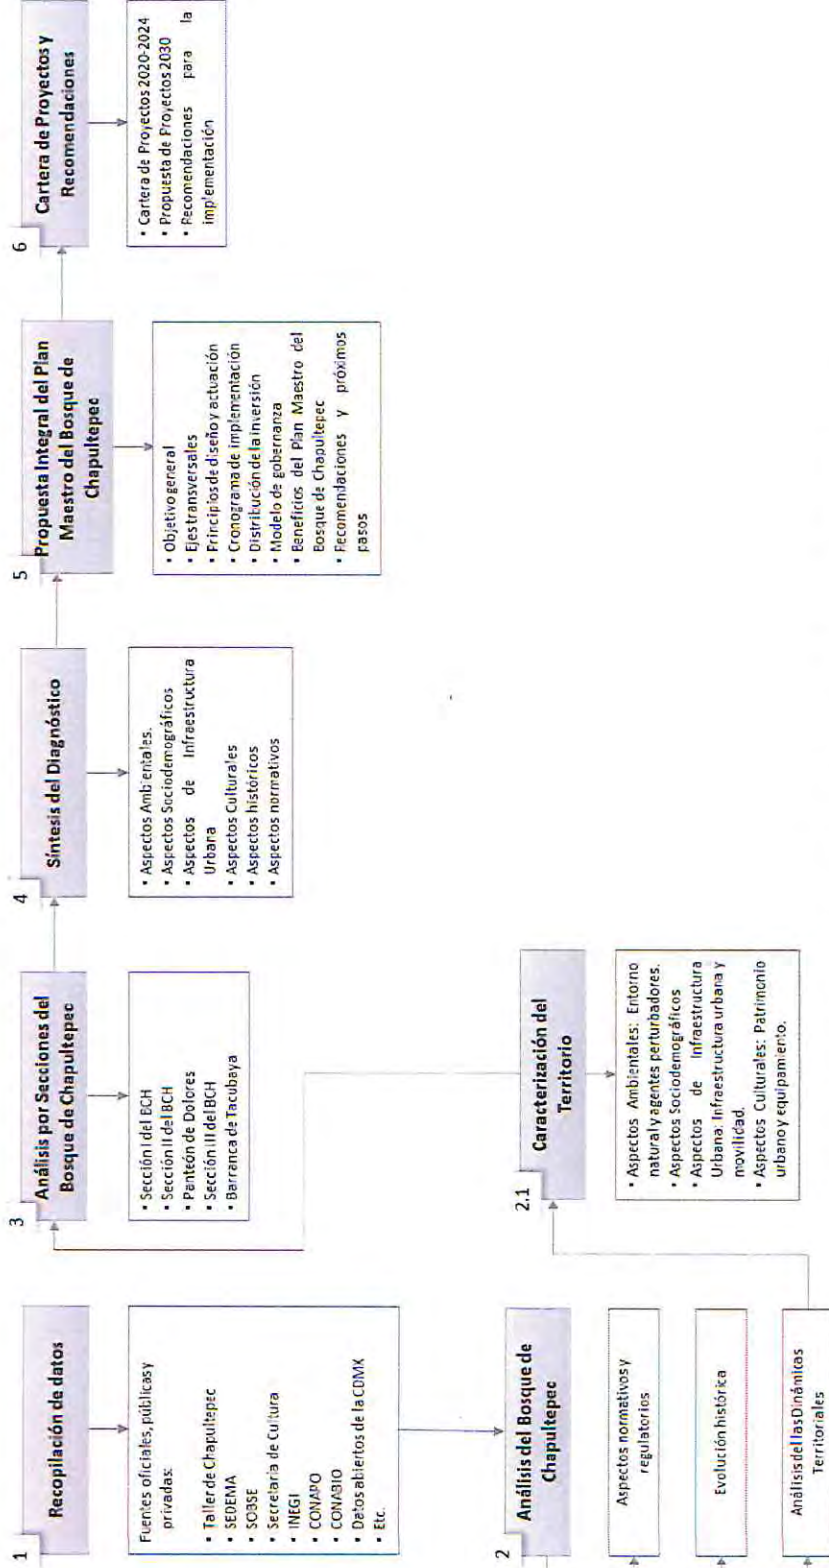 1
Recopilación de datos
Fuentes oficiales, públicas y
privadas:
• Taller de Chapultepec
• SEDEMA
• SOBSE
• Secretaria de Cultura
• INEGI
• CONAPO
• CONABIO
• Datos abiertos de la CDMX
• Etc.
2
Análisis del Bosque de
Chapultepec
Aspectos normativos y
regulatorios
Evolución histórica
Análisis de las Dinámicas
Territoriales
2.1
Caracterización del
Territorio
• Aspectos Ambientales: Entorno
natural y agentes perturbadores.
• Aspectos Sociodemográficos
• Aspectos de Infraestructura
Urbana: Infraestructura urbana y
movilidad.
• Aspectos Culturales: Patrimonio
urbano y equipamiento.
3
Análisis por Secciones del
Bosque de Chapultepec
• Sección I del BCH
• Sección II del BCH
• Panteón de Dolores
• Sección III del BCH
• Barranca de Tacubaya
4
Síntesis del Diagnóstico
• Aspectos Ambientales.
• Aspectos Sociodemográficos
• Aspectos de Infraestructura
Urbana
• Aspectos Culturales
• Aspectos históricos
• Aspectos normativos
5
Propuesta Integral del Plan
Maestro del Bosque de
Chapultepec
• Objetivo general
• Ejes transversales
• Principios de diseño y actuación
• Cronograma de implementación
• Distribución de la inversión
• Modelo de gobernanza
• Beneficios del Plan Maestro del
Bosque de Chapultepec
• Recomendaciones y próximos
pasos
6
Cartera de Proyectos y
Recomendaciones
• Cartera de Proyectos 2020-2024
• Propuesta de Proyectos 2030
• Recomendaciones para la
implementación